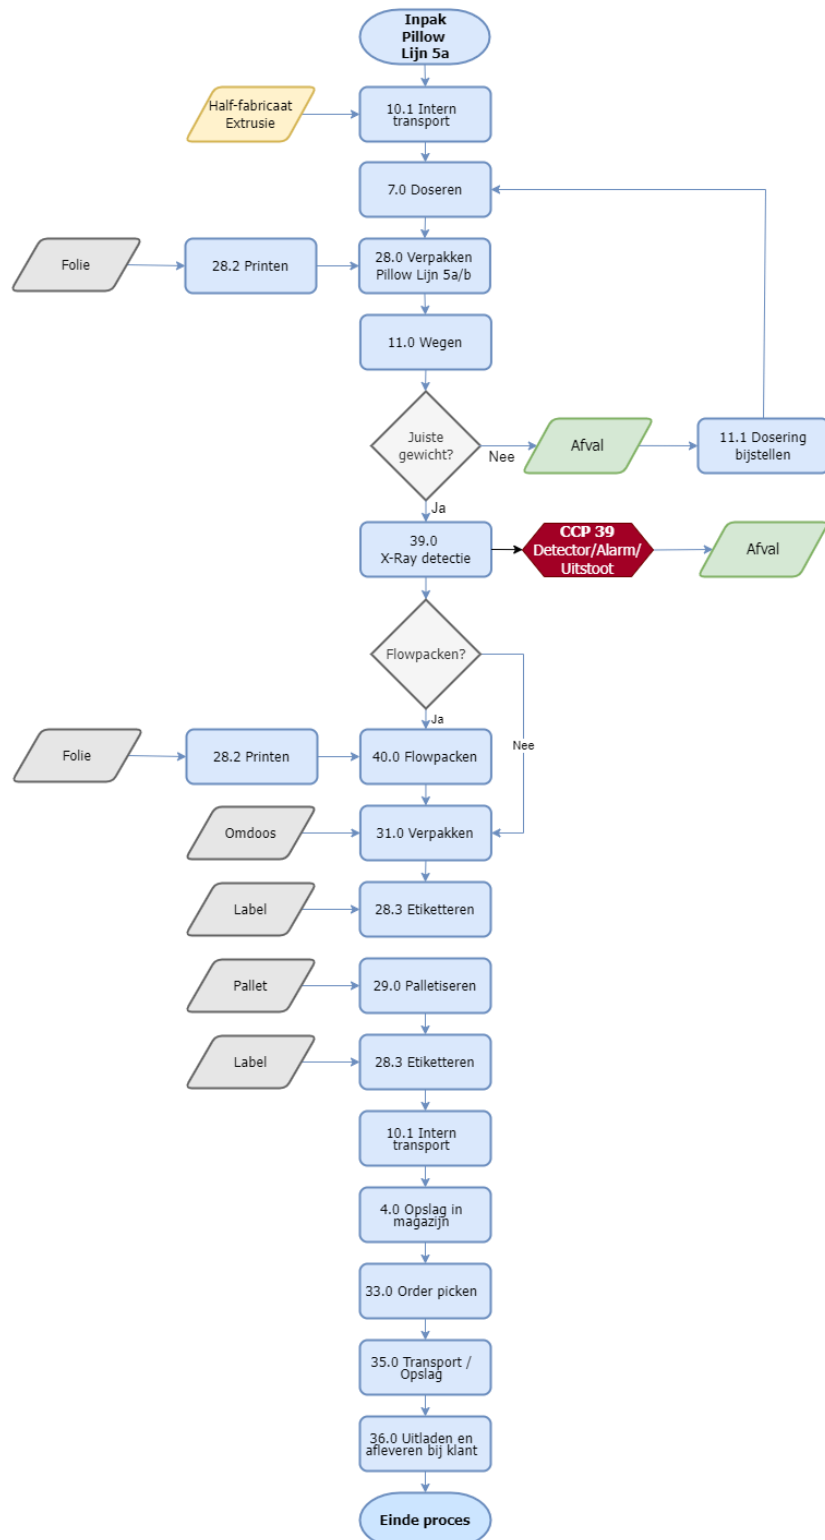 Inpak
Pillow
Lijn 5a
Half-fabricaat
Extrusie
10.1 Intern
transport
7.0 Doseren
Folie
28.2 Printen
28.0 Verpakken
Pillow Lijn 5a/b
11.0 Wegen
Juiste
gewicht?
Nee
Afval
11.1 Dosering
bijstellen
Ja
39.0
X-Ray detectie
CCP 39
Detector/Alarm/
Uitstoot
Afval
Flowpacken?
Ja
Nee
Folie
28.2 Printen
40.0 Flowpacken
Omdoos
31.0 Verpakken
Label
28.3 Etiketteren
Pallet
29.0 Palletiseren
Label
28.3 Etiketteren
10.1 Intern
transport
4.0 Opslag in
magazijn
33.0 Order picken
35.0 Transport /
Opslag
36.0 Uitladen en
afleveren bij klant
Einde proces